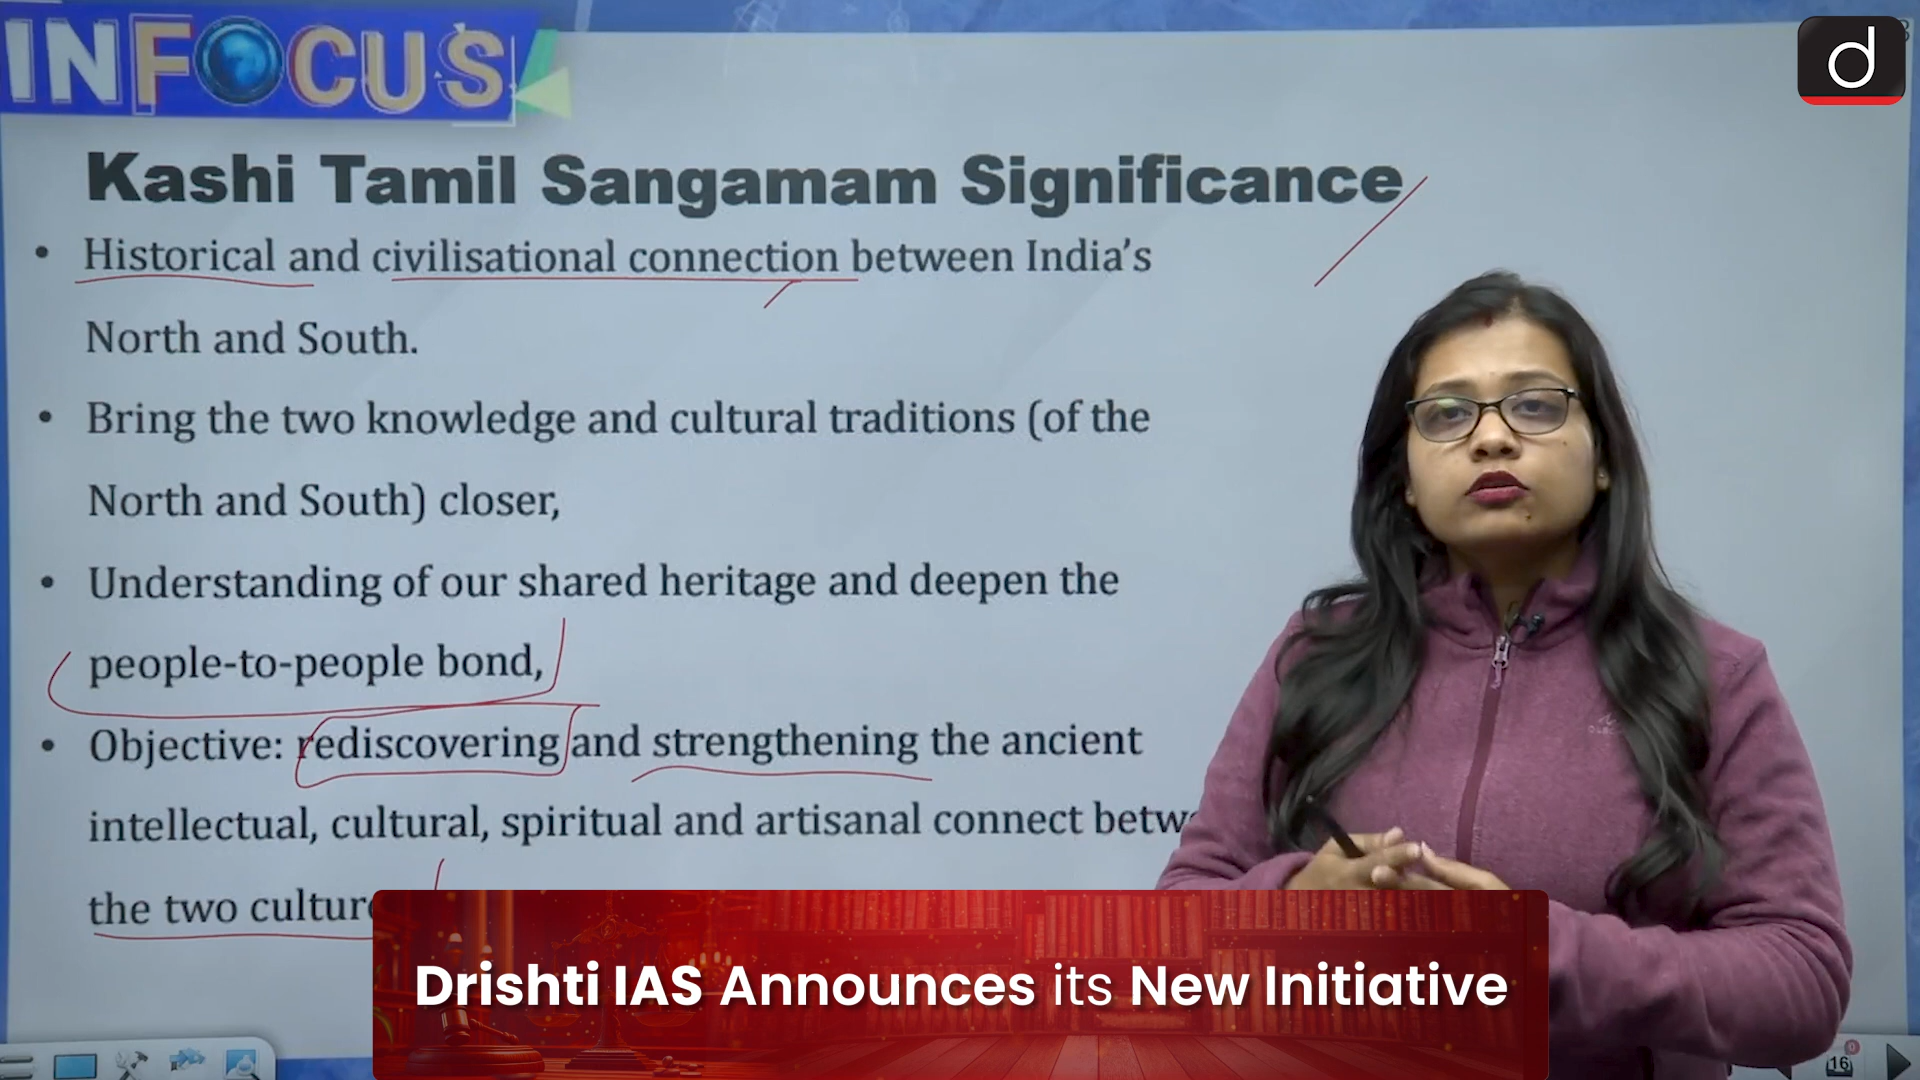 INFOCUS
d
Kashi Tamil Sangamam Significance
• Historical and civilisational connection between India's
North and South.
• Bring the two knowledge and cultural traditions (of the
North and South) closer,
• Understanding of our shared heritage and deepen the
people-to-people bond,
• Objective: rediscovering and strengthening the ancient
intellectual, cultural, spiritual and artisanal connect betw
the two culture
Drishti IAS Announces its New Initiative
16